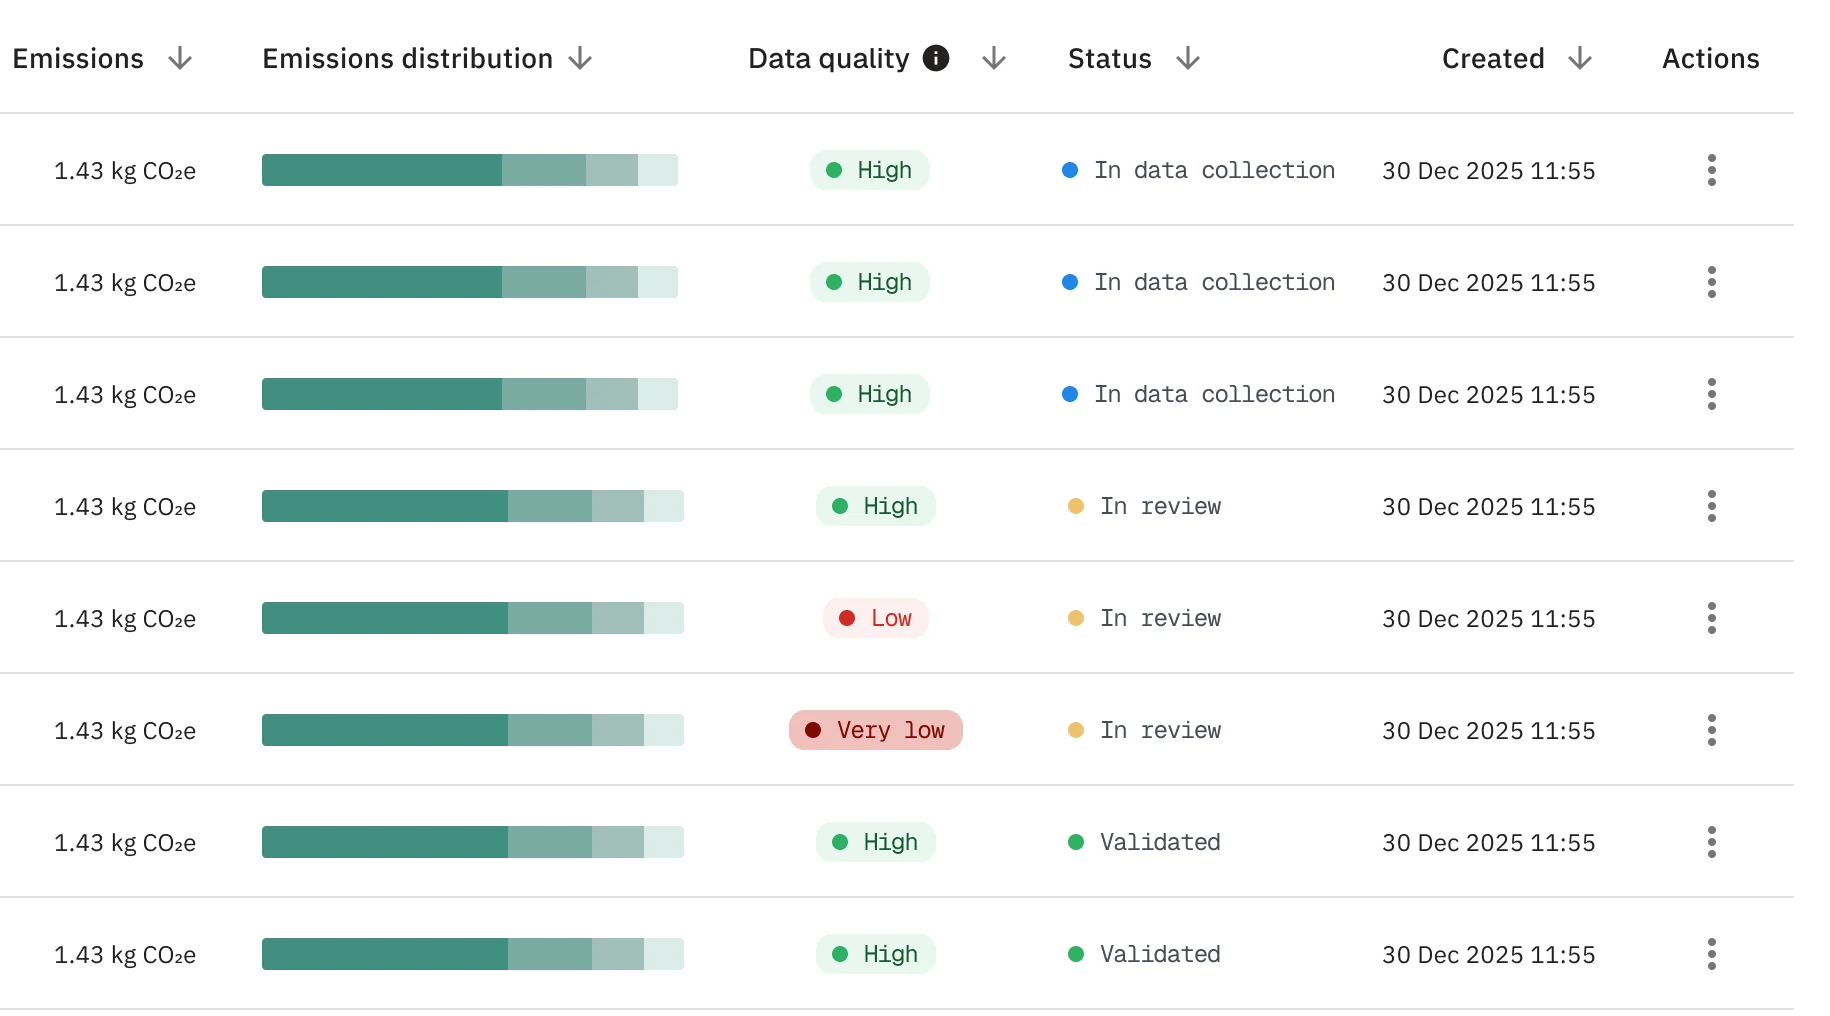 Emissions Emissions distribution Data quality Status Created Actions
1.43 kg CO₂e High In data collection 30 Dec 2025 11:55
1.43 kg CO₂e High In data collection 30 Dec 2025 11:55
1.43 kg CO₂e High In data collection 30 Dec 2025 11:55
1.43 kg CO₂e High In review 30 Dec 2025 11:55
1.43 kg CO₂e Low In review 30 Dec 2025 11:55
1.43 kg CO₂e Very low In review 30 Dec 2025 11:55
1.43 kg CO₂e High Validated 30 Dec 2025 11:55
1.43 kg CO₂e High Validated 30 Dec 2025 11:55